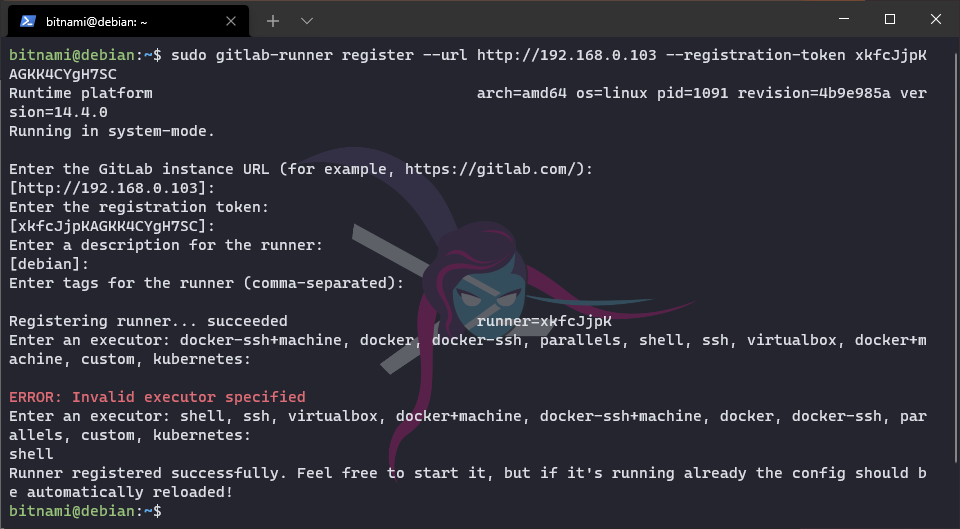 bitnami@debian: ~
bitnami@debian:~$ sudo gitlab-runner register --url http://192.168.0.103 --registration-token xkfcJjpK
AGKK4CYgH7SC
Runtime platform                                    arch=amd64 os=linux pid=1091 revision=4b9e985a ver
sion=14.4.0
Running in system-mode.
Enter the GitLab instance URL (for example, https://gitlab.com/):
[http://192.168.0.103]:
Enter the registration token:
[xkfcJjpKAGKK4CYgH7SC]:
Enter a description for the runner:
[debian]:
Enter tags for the runner (comma-separated):
Registering runner... succeeded                     runner=xkfcJjpK
Enter an executor: docker-ssh+machine, docker, docker-ssh, parallels, shell, ssh, virtualbox, docker+m
achine, custom, kubernetes:
ERROR: Invalid executor specified
Enter an executor: shell, ssh, virtualbox, docker+machine, docker-ssh+machine, docker, docker-ssh, par
allels, custom, kubernetes:
shell
Runner registered successfully. Feel free to start it, but if it's running already the config should b
e automatically reloaded!
bitnami@debian:~$